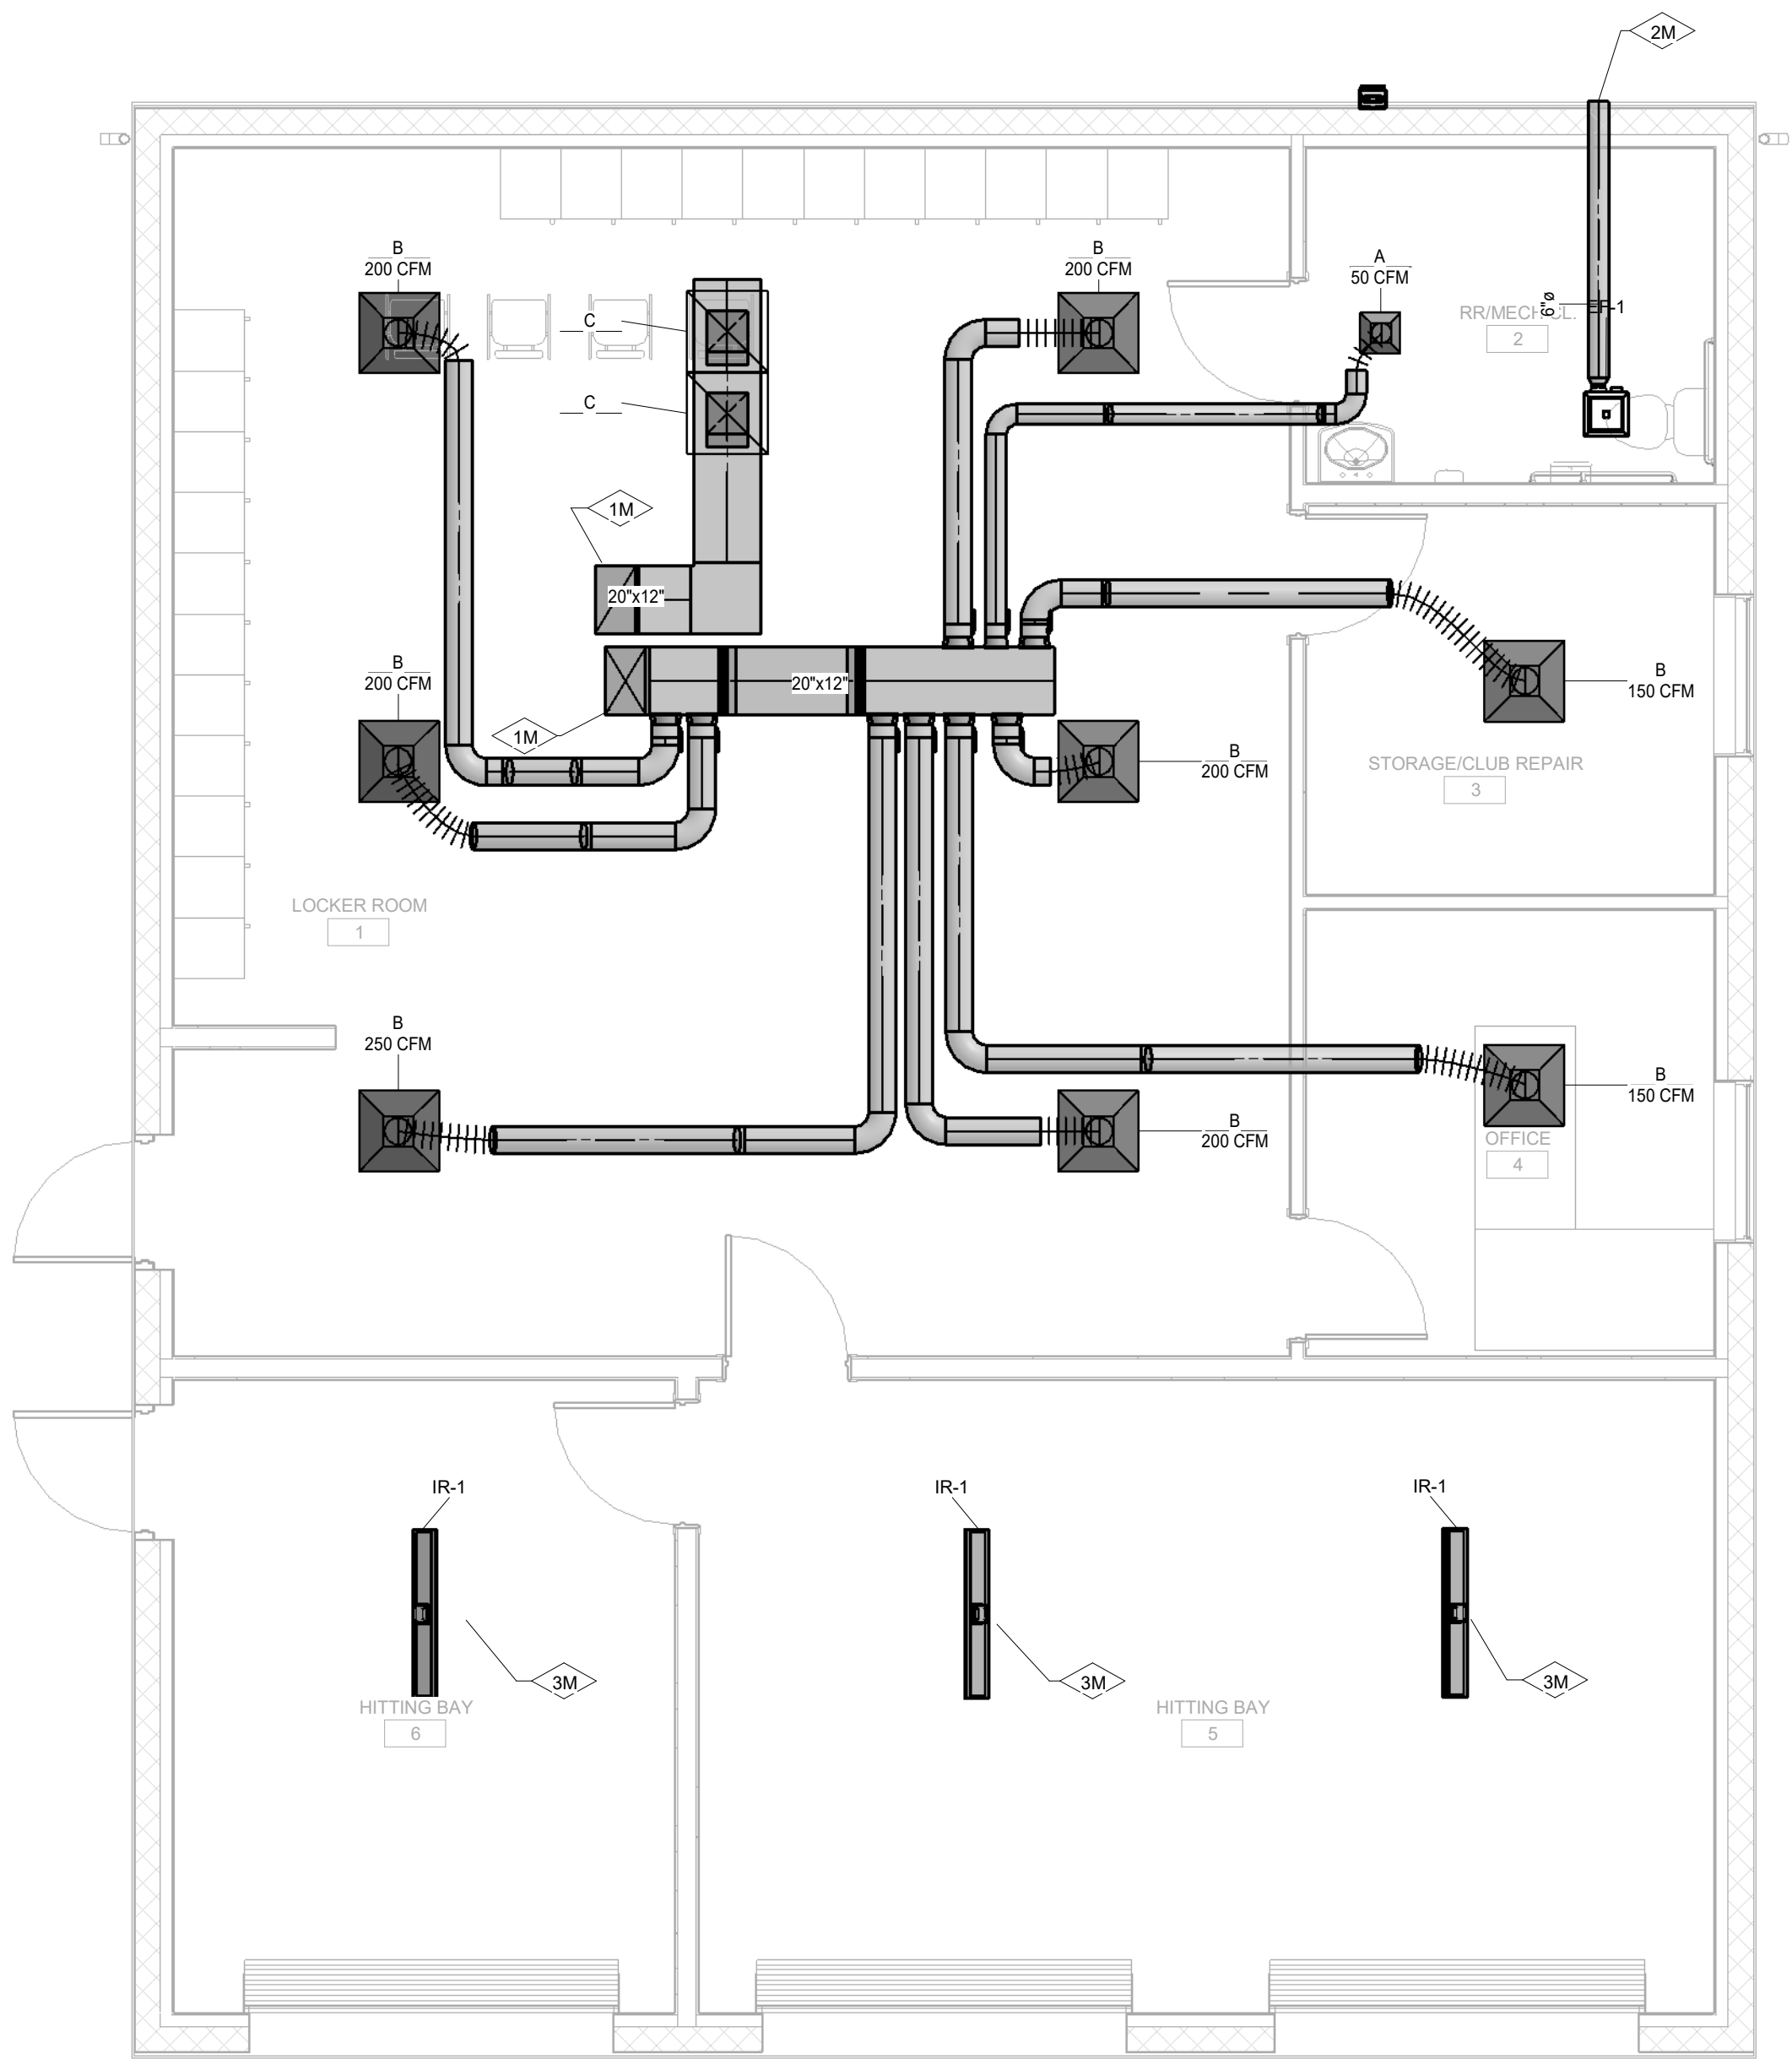 2M
B
200 CFM
B
200 CFM
A
50 CFM
C
6"ø
EF-1
RR/MECH CL.
2
C
1M
20"x12"
B
200 CFM
20"x12"
B
150 CFM
1M
B
200 CFM
STORAGE/CLUB REPAIR
3
LOCKER ROOM
1
B
250 CFM
B
150 CFM
B
200 CFM
OFFICE
4
IR-1
IR-1
IR-1
3M
3M
3M
HITTING BAY
6
HITTING BAY
5